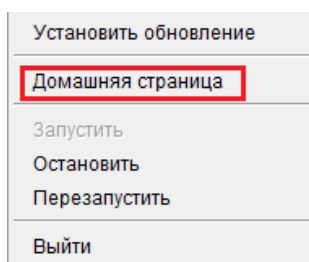 Установить обновление
Домашняя страница
Запустить
Остановить
Перезапустить
Выйти